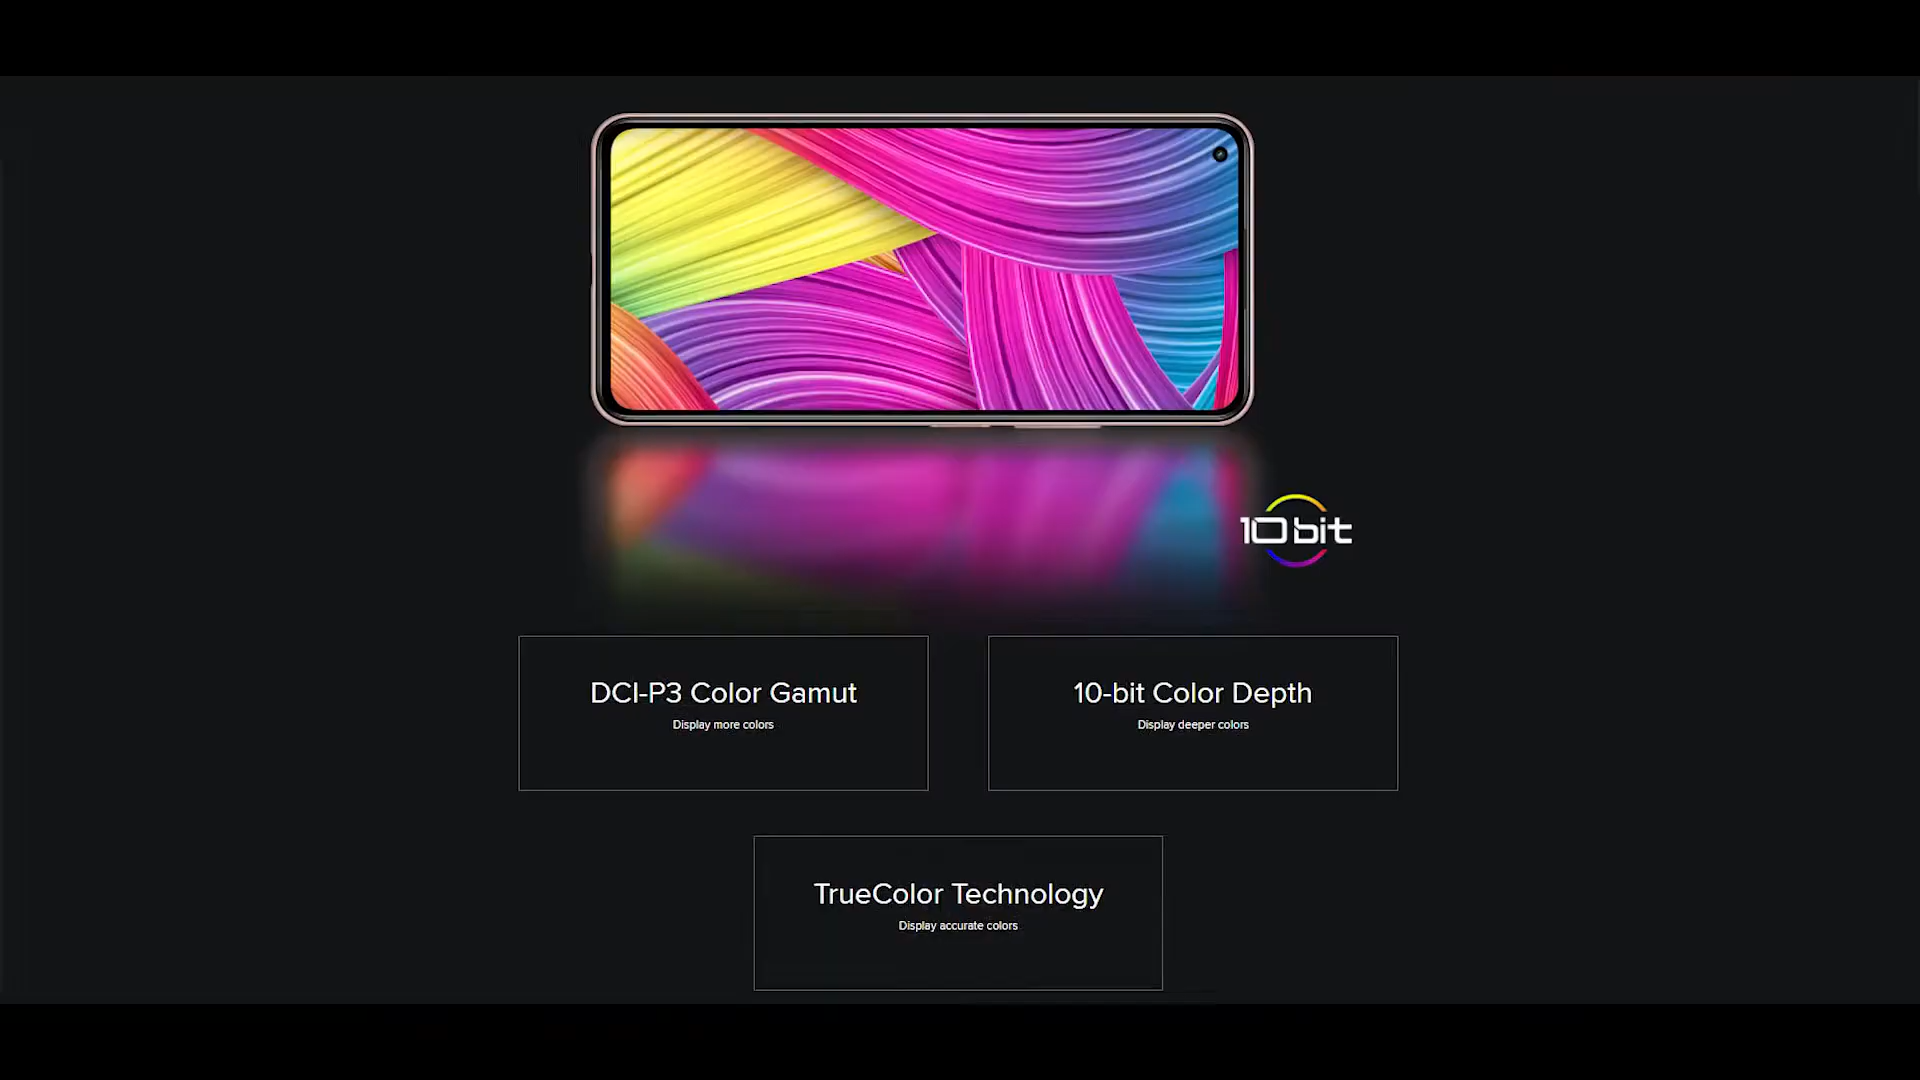 10bit
DCI-P3 Color Gamut
Display more colors
10-bit Color Depth
Display deeper colors
TrueColor Technology
Display accurate colors